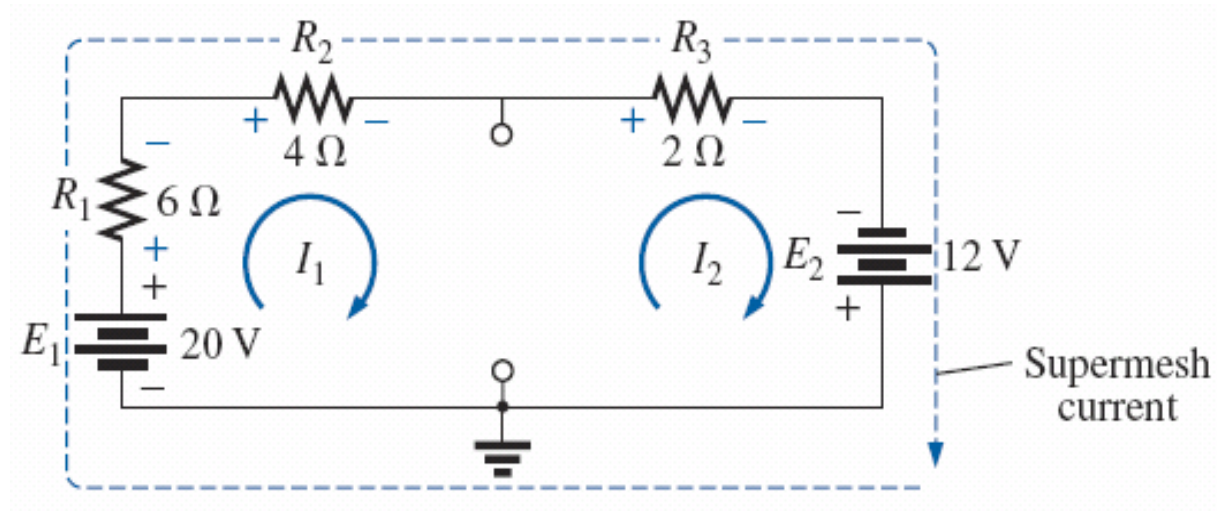 R2
R3
+ −
4 Ω
+ −
2 Ω
−
R1
6 Ω
+
I1
I2
−
E2
12 V
+
+
E1
20 V
−
Supermesh
current